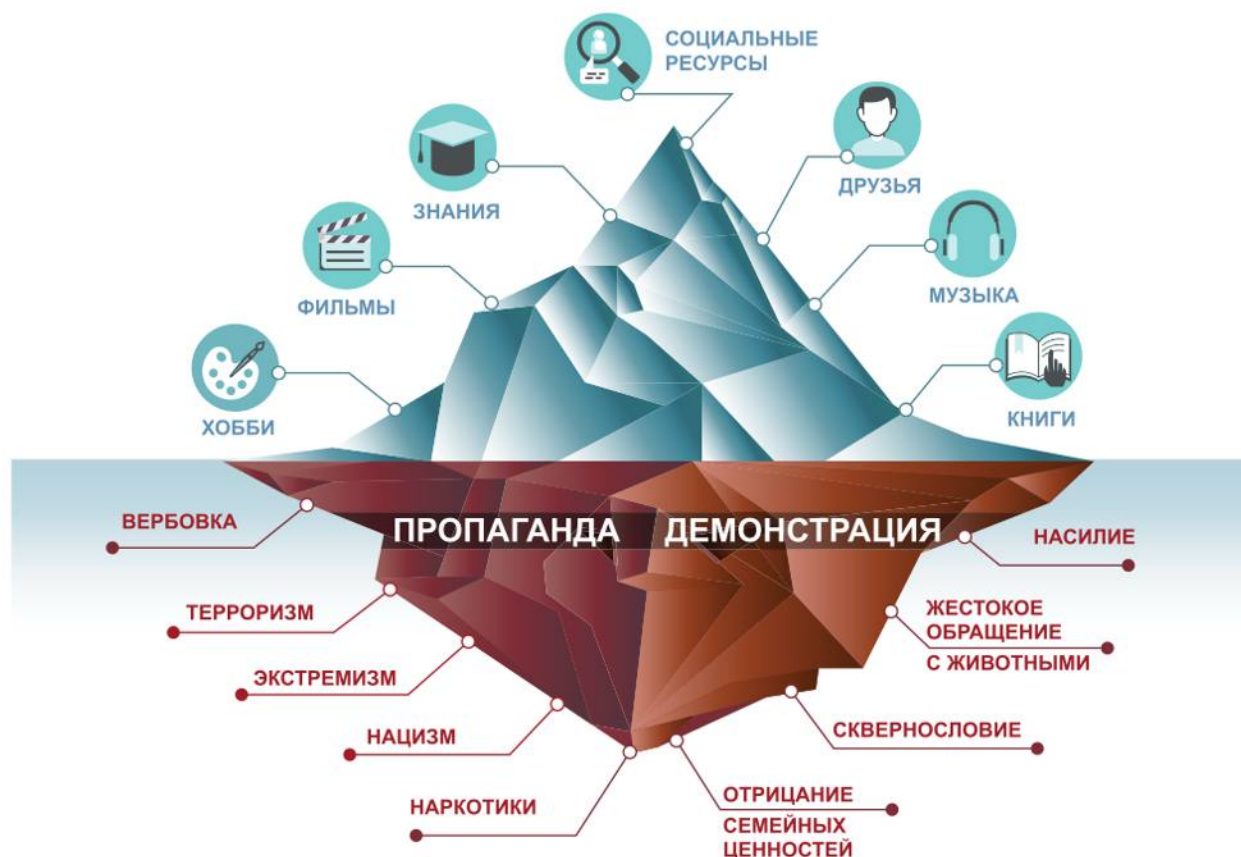 СОЦИАЛЬНЫЕ
РЕСУРСЫ
ЗНАНИЯ
ДРУЗЬЯ
ФИЛЬМЫ
МУЗЫКА
ХОББИ
КНИГИ
ПРОПАГАНДА
ДЕМОНСТРАЦИЯ
ВЕРБОВКА
ТЕРРОРИЗМ
ЭКСТРЕМИЗМ
НАЦИЗМ
НАРКОТИКИ
НАСИЛИЕ
ЖЕСТОКОЕ
ОБРАЩЕНИЕ
С ЖИВОТНЫМИ
СКВЕРНОСЛОВИЕ
ОТРИЦАНИЕ
СЕМЕЙНЫХ
ЦЕННОСТЕЙ